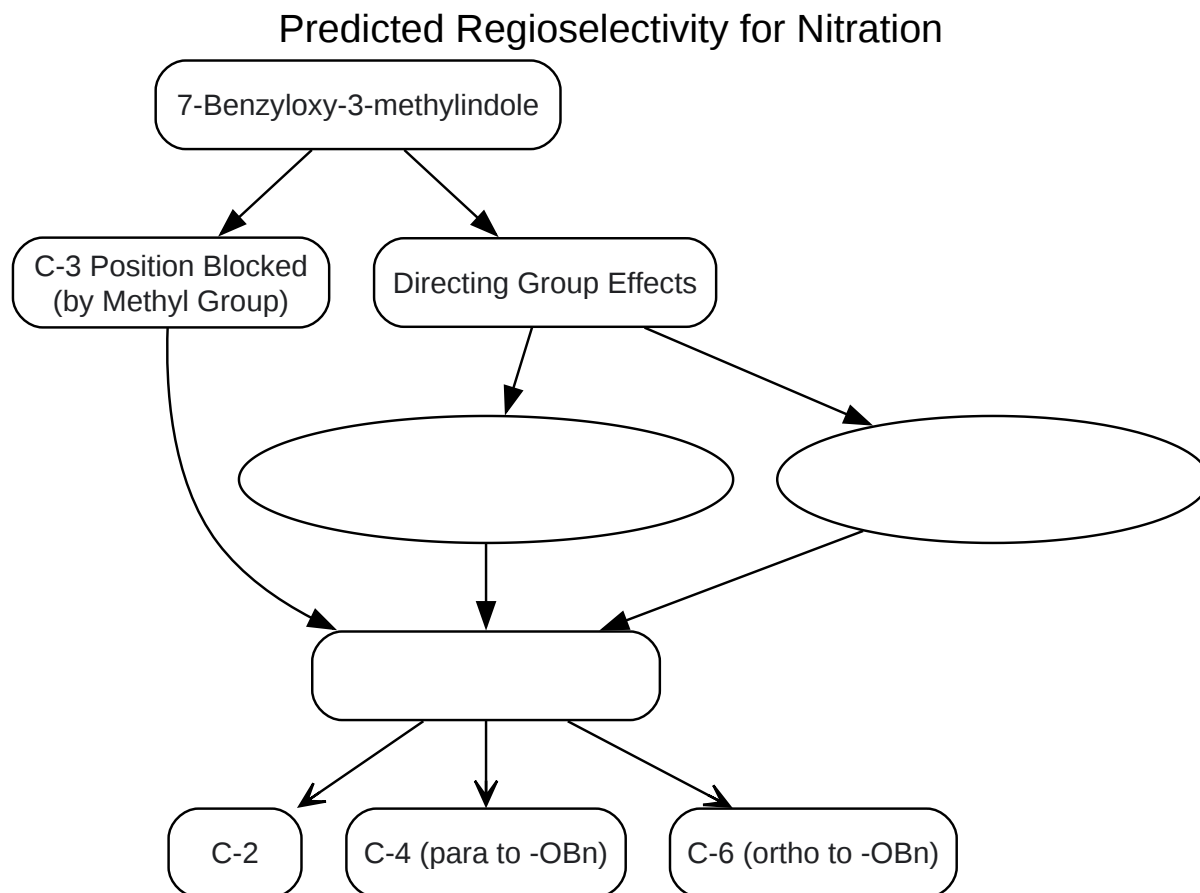 Predicted Regioselectivity for Nitration
7-Benzyloxy-3-methylindole
C-3 Position Blocked
(by Methyl Group)
Directing Group Effects
C-2
C-4 (para to -OBn)
C-6 (ortho to -OBn)